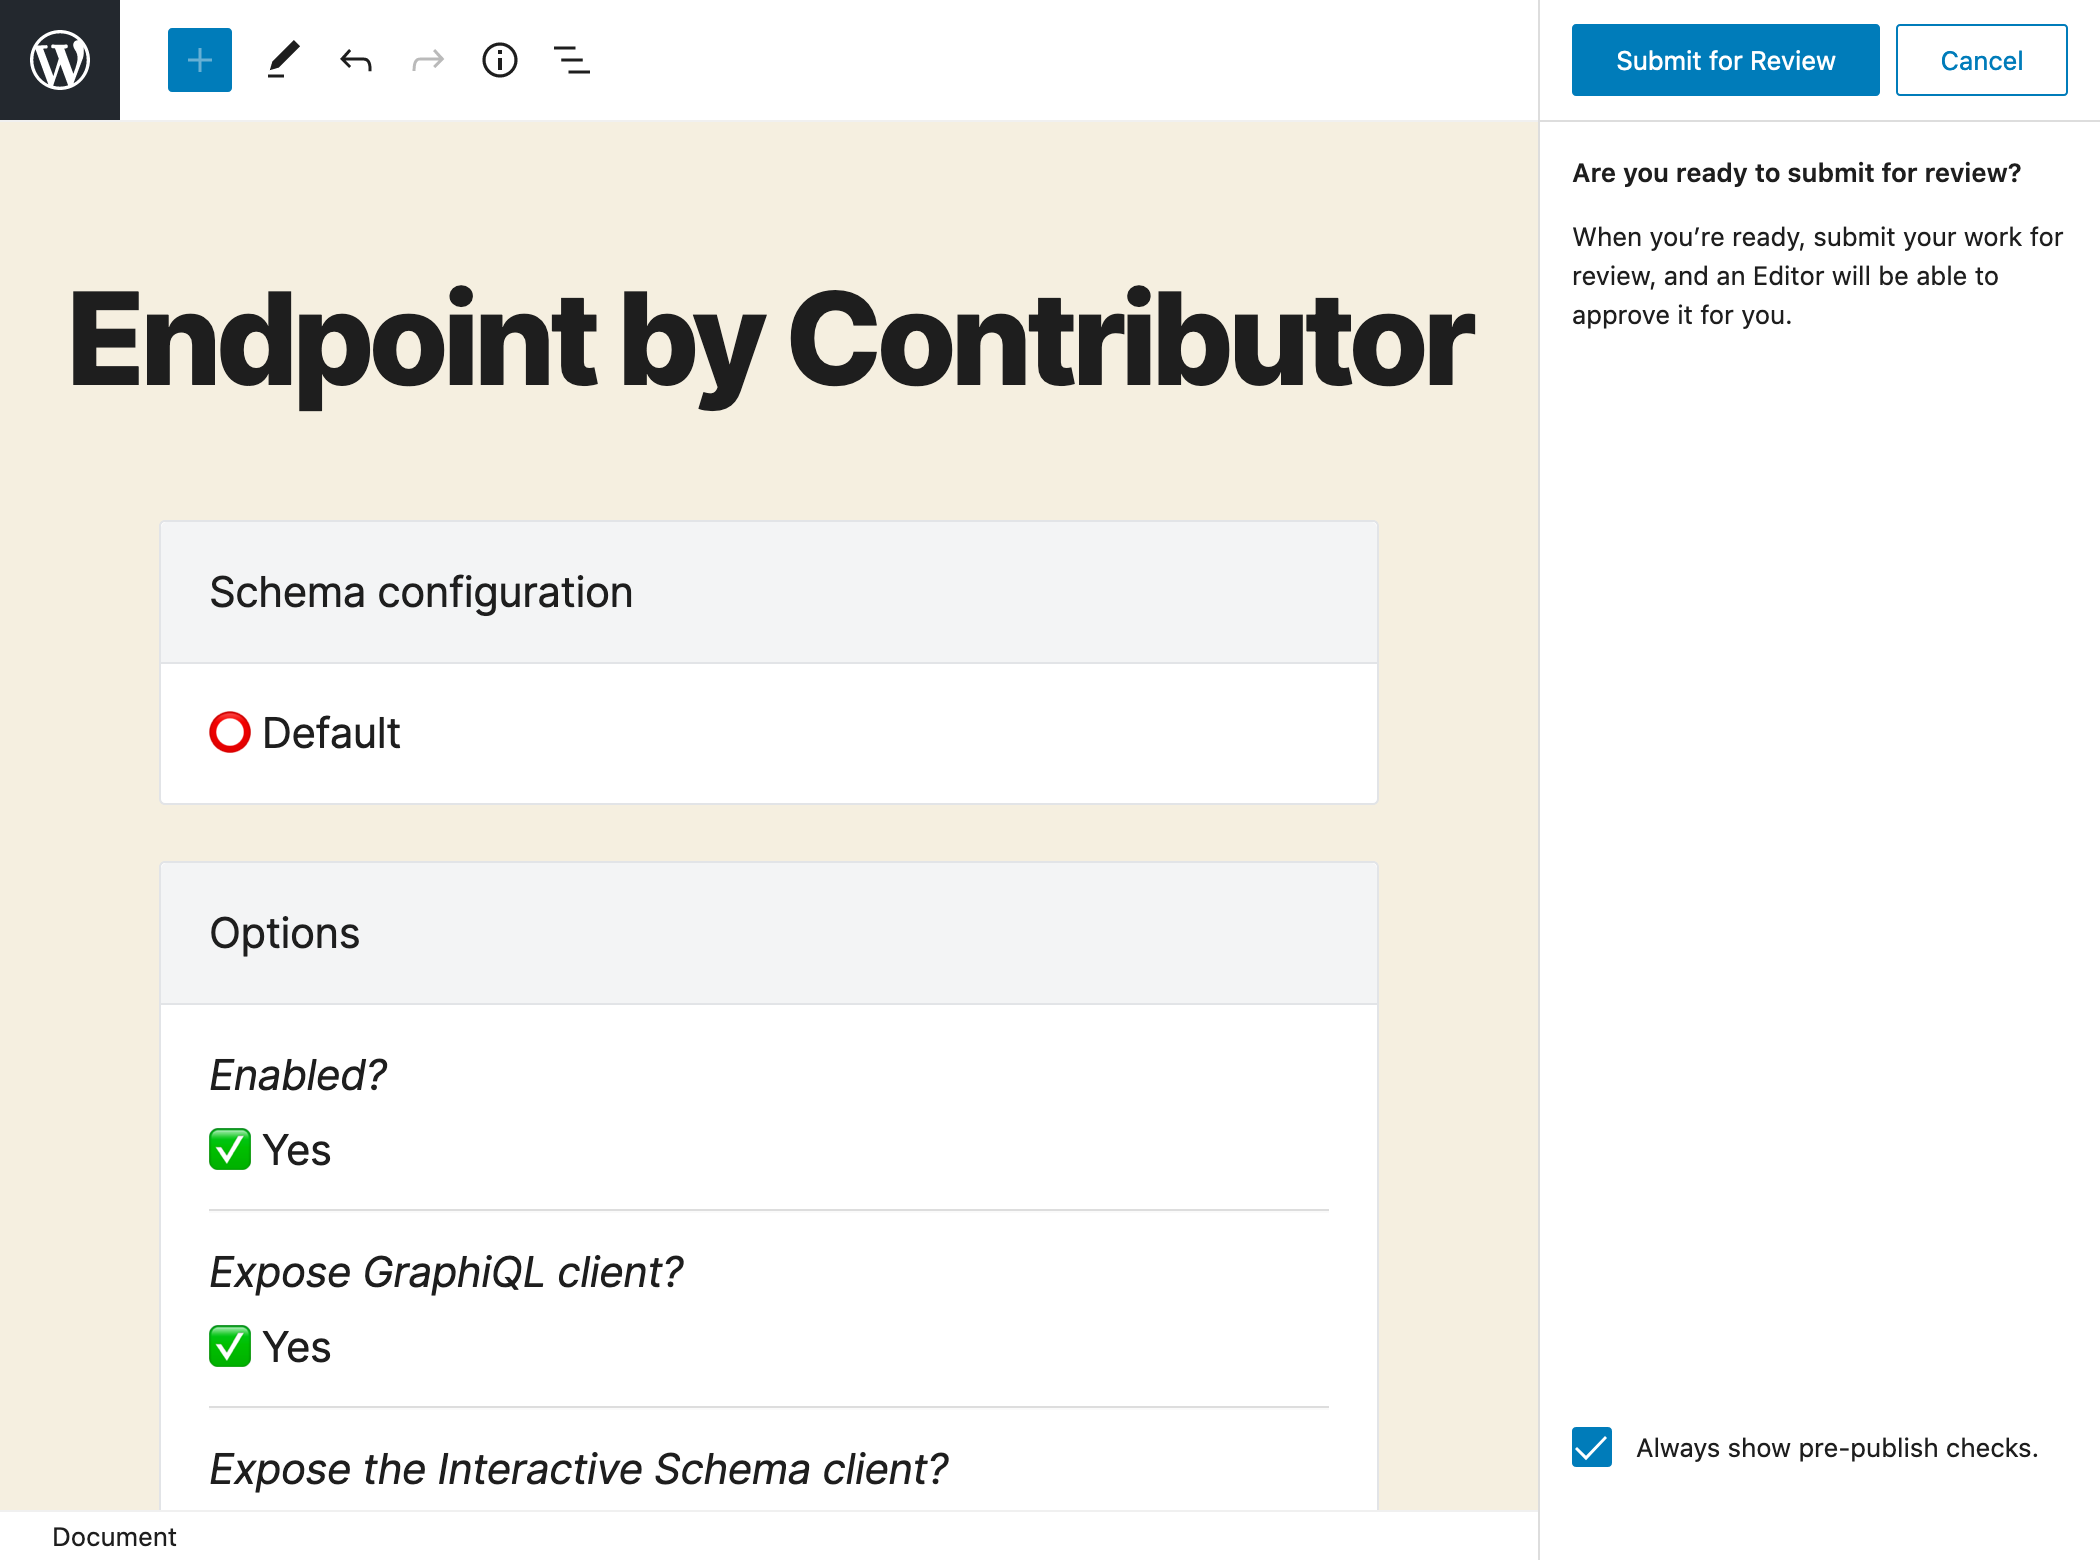 Submit for Review
Cancel
Are you ready to submit for review?
When you’re ready, submit your work for
review, and an Editor will be able to
approve it for you.
Endpoint by Contributor
Schema configuration
⭕ Default
Options
Enabled?
✅ Yes
Expose GraphiQL client?
✅ Yes
Expose the Interactive Schema client?
Always show pre-publish checks.
Document